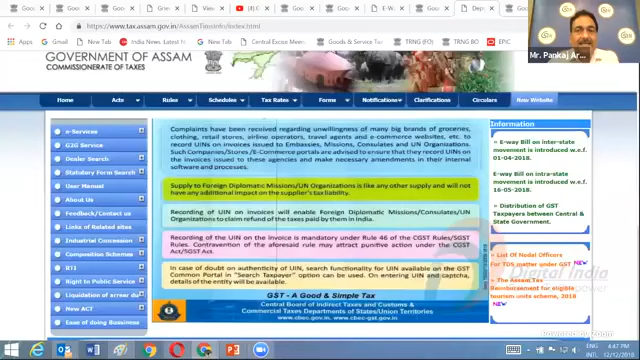 https://www.tax.assam.gov.in/AssamTimsinfo/index.html
Gmail
New Tab
India News, Latest N
New Tab
Central Excise Mee
Goods & Service Tax
TRNG (FO)
TRNG BO
EPC
Mr. Pankaj Ar...
GOVERNMENT OF ASSAM
COMMISSIONERATE OF TAXES
Home Acts Rules Schedules Tax Rates Forms Notifications Clarifications Circulars New Website
e-Services
G2G Service
Dealer Search
Statutory Form Search
User Manual
About Us
Feedback/Contact us
Links of Related sites
Industrial Concession
Composition Schemes
RTI
Right to Public Service
Liquidation of arrear du
New ACT
Ease of doing Bussiness
Complaints have been received regarding unwillingness of many big brands of groceries,
clothing, retail stores, airline operators, travel agents and e-commerce websites, etc. to
record UIN on invoices issued to Embassies, Missions, Consulates and UN Organizations.
Such Companies/Stores/E-Commerce portals are advised to ensure that they record UIN on
the invoices issued to these agencies and make necessary amendments in their internal
software and processes.
Supply to Foreign Diplomatic Missions/UN Organizations is like any other supply and will not
have any additional impact on the supplier's tax liability.
Recording of UIN on invoices will enable Foreign Diplomatic Missions/Consulates/UN
Organizations to claim refund of the taxes paid by them in India.
Recording of the UIN on the invoice is mandatory under Rule 46 of the CGST Rules/SGST
Rules. Contravention of the aforesaid rule may attract punitive action under the CGST
Act/SGST Act.
In case of doubt on authenticity of UIN, search functionality for UIN available on the GST
Common Portal in "Search Taxpayer" option can be used. On entering UIN and captcha,
details of the entity will be available.
GST - A Good & Simple Tax
Central Board of Indirect Taxes and Customs &
Commercial Taxes Departments of States/Union Territories
www.cbec.gov.in, www.cbec-gst.gov.in
Information
E-way Bill on inter-state
movement is introduced w.e.f.
01-04-2018.
E-way Bill on intra-state
movement is introduced w.e.f.
16-05-2018.
Distribution of GST
Taxpayers between Central &
State Government.
List Of Nodel Officers
For TDS matter under GST NEW
The Assam Tax
Reimbursement for eligible
tourism units scheme, 2018
NEW
Digital India
Powered by Zoom
ENG
INTL
4:47 PM
12/12/2018